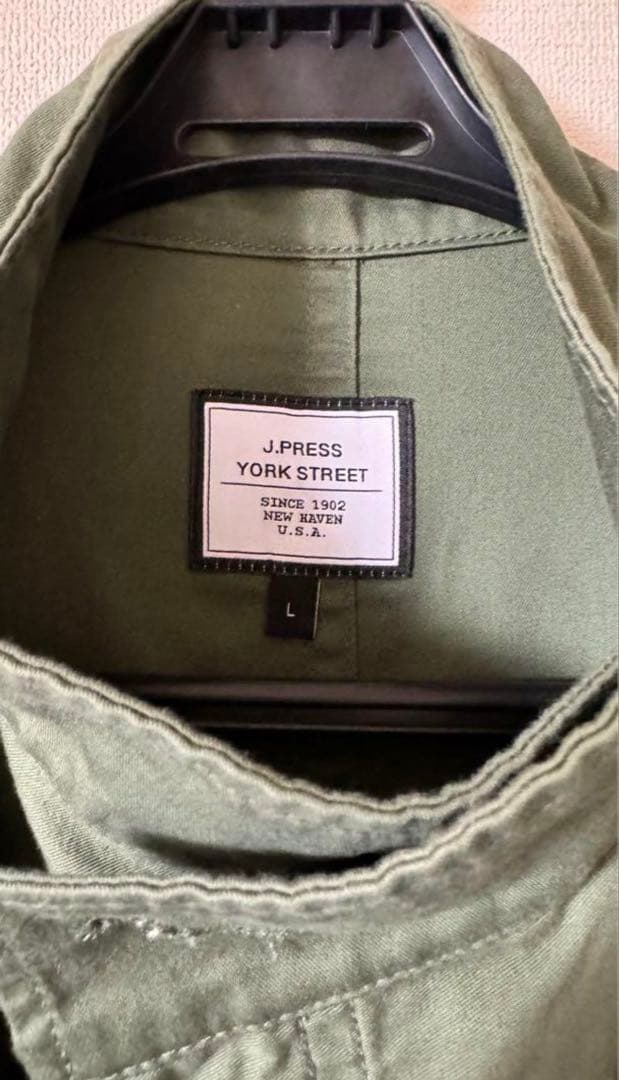 J.PRESS
YORK STREET
SINCE 1902
NEW HAVEN
U.S.A.
L